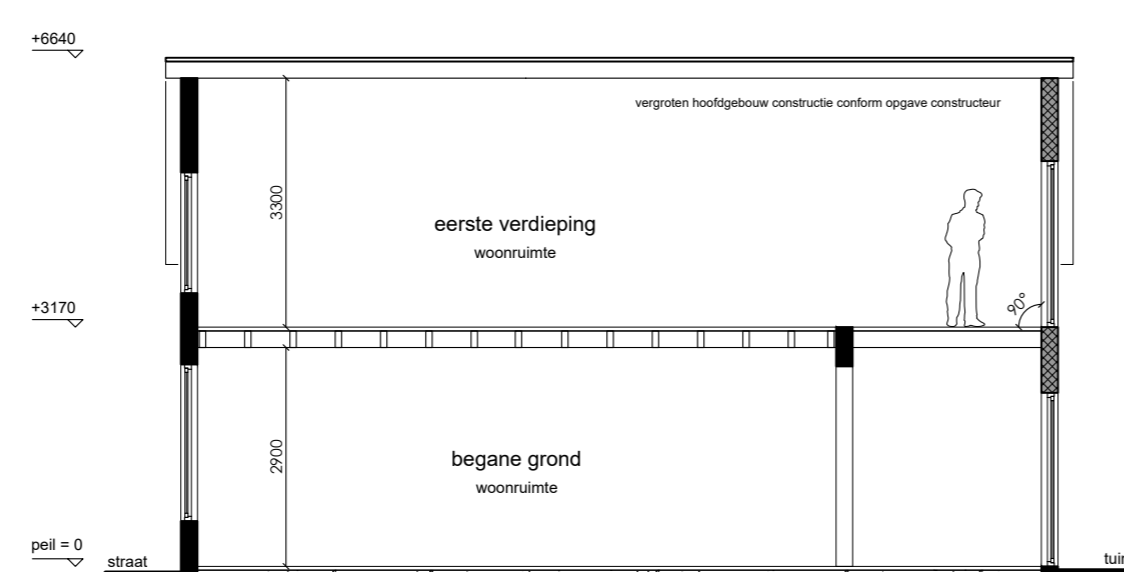 +6640
vergroten hoofdgebouw constructie conform opgave constructeur
3300
eerste verdieping
woonruimte
+3170
90°
2900
begane grond
woonruimte
peil = 0
straat
tuin